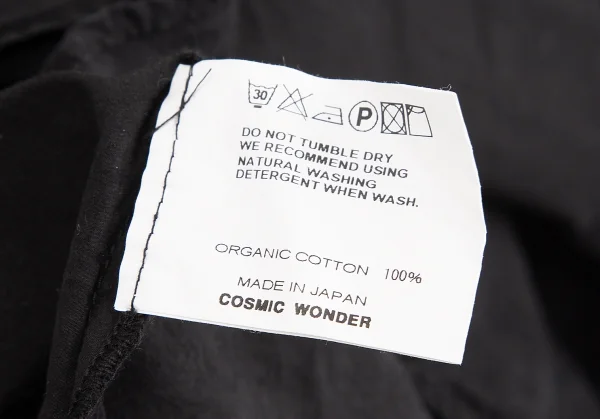 30 P
DO NOT TUMBLE DRY
WE RECOMMEND USING
NATURAL WASHING
DETERGENT WHEN WASH.
ORGANIC COTTON 100%
MADE IN JAPAN
COSMIC WONDER